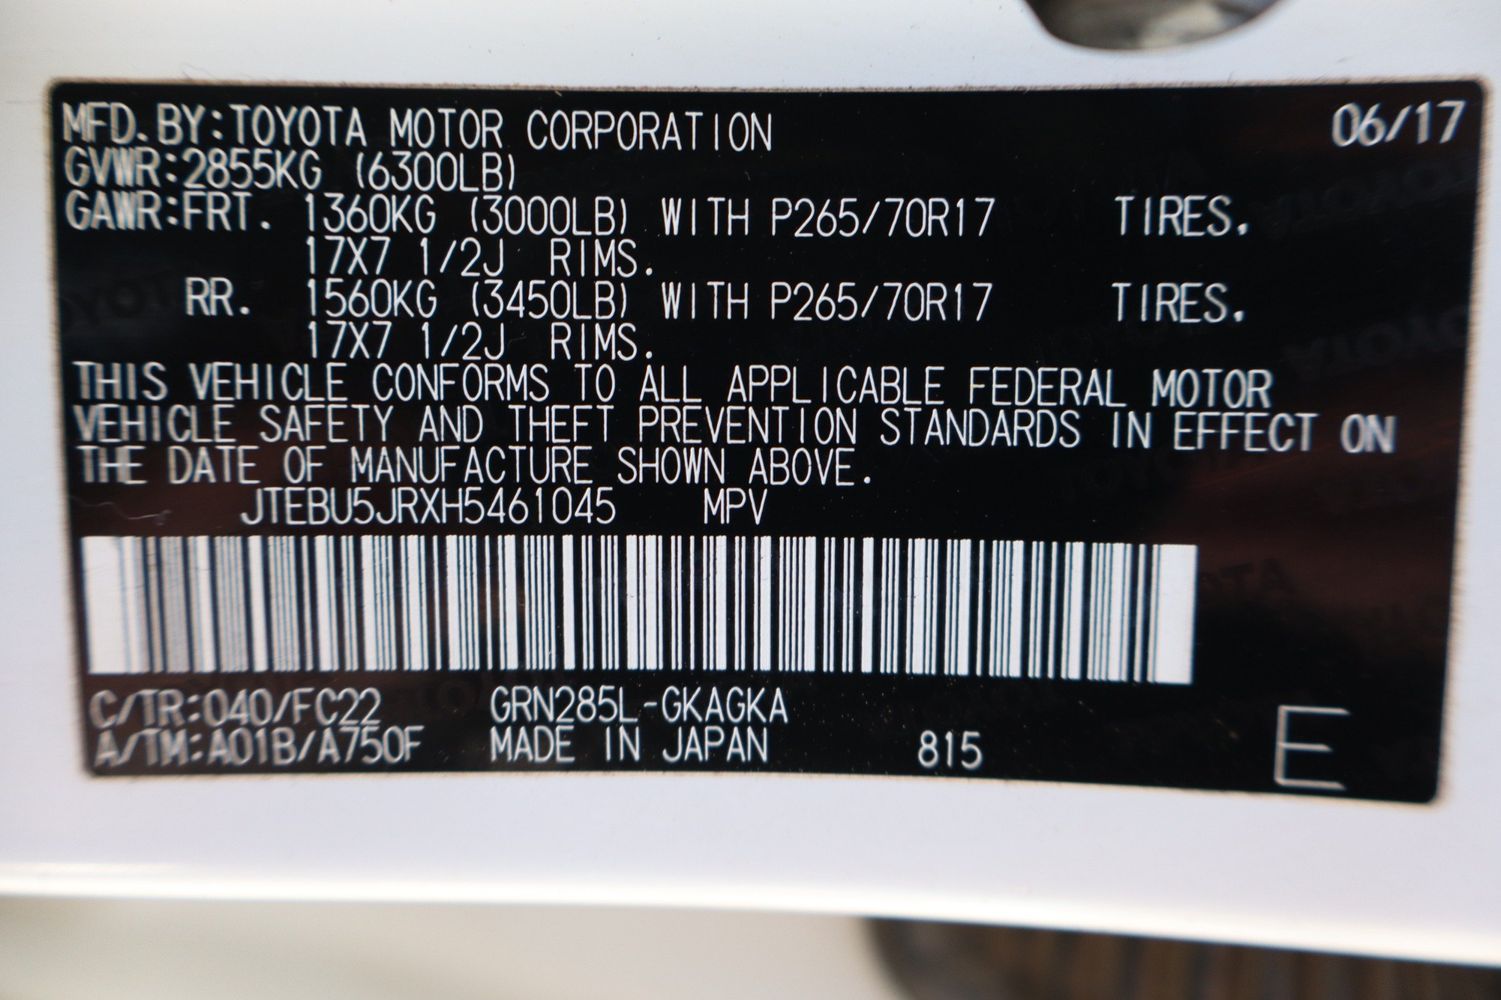 MFD. BY:TOYOTA MOTOR CORPORATION 06/17
GVWR:2855KG (6300LB)
GAWR:FRT. 1360KG (3000LB) WITH P265/70R17 TIRES.
17X7 1/2J RIMS.
RR. 1560KG (3450LB) WITH P265/70R17 TIRES.
17X7 1/2J RIMS.
THIS VEHICLE CONFORMS TO ALL APPLICABLE FEDERAL MOTOR
VEHICLE SAFETY AND THEFT PREVENTION STANDARDS IN EFFECT ON
THE DATE OF MANUFACTURE SHOWN ABOVE.
JTEBU5JRXH5461045 MPV
C/TR:040/FC22 GRN285L-GKAGKA
A/TM:A01B/A750F MADE IN JAPAN 815 E